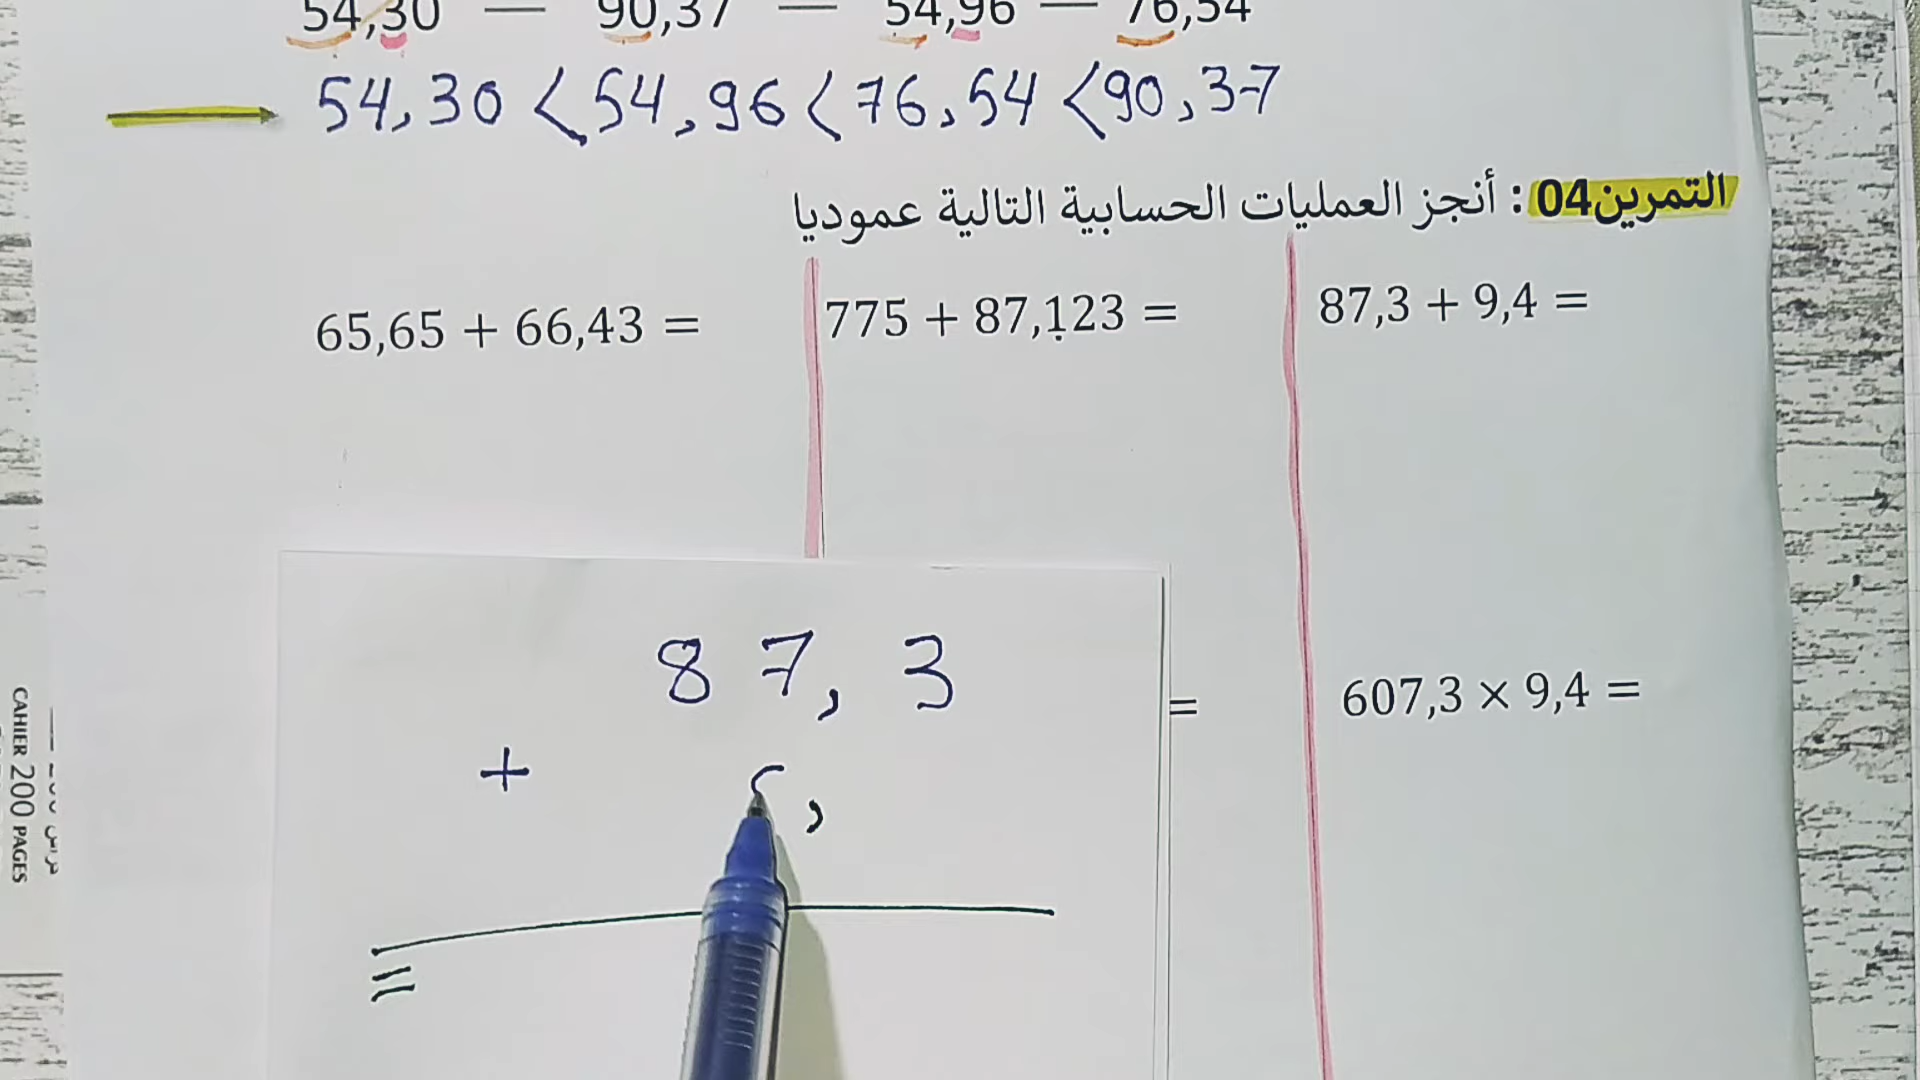 54,30 — 90,37 — 54,96 — 76,54
54,30 < 54,96 < 76,54 < 90,37
التمرين04 : أنجز العمليات الحسابية التالية عموديا
87,3 + 9,4 =
775 + 87,123 =
65,65 + 66,43 =
607,3 × 9,4 =
=
87,3
+ ,
=
CAHIER 200 PAGES